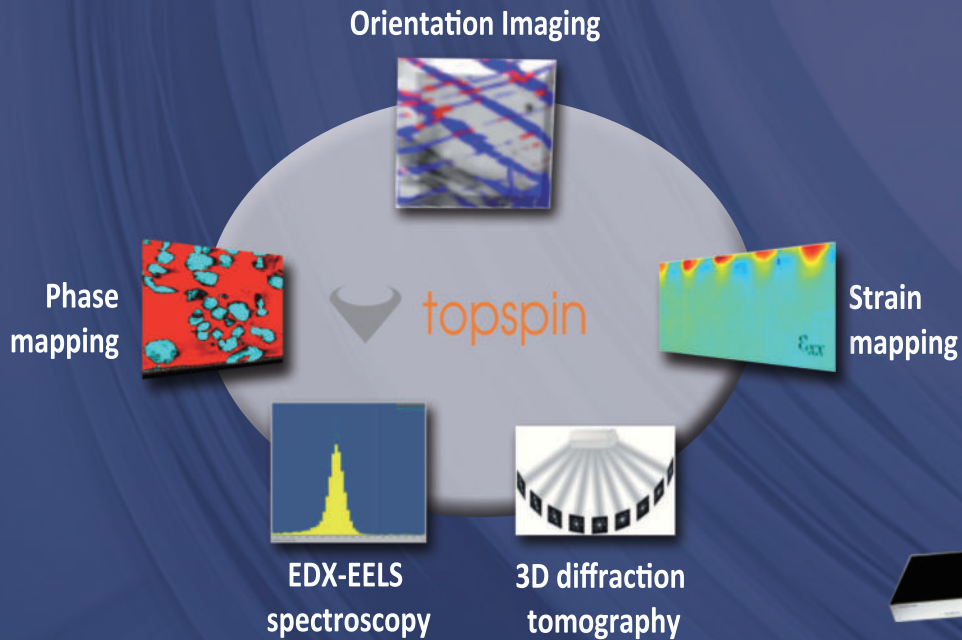 Orientation Imaging
Phase
mapping
topspin
εxx
Strain
mapping
EDX-EELS
spectroscopy
3D diffraction
tomography